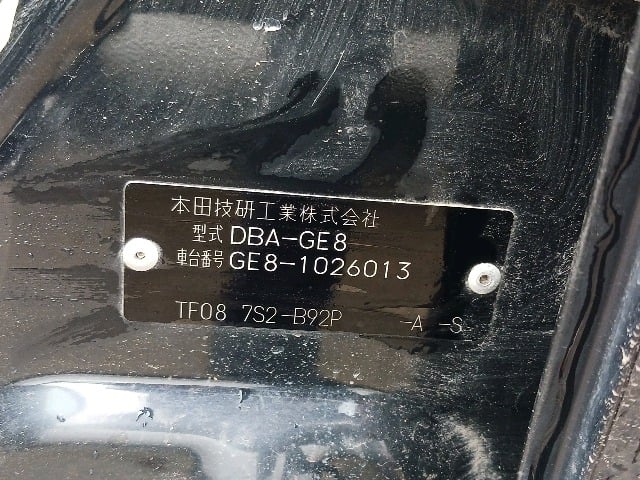 本田技研工業株式会社
型式 DBA-GE8
車台番号 GE8-1026013
TF08 7S2-B92P -A -S